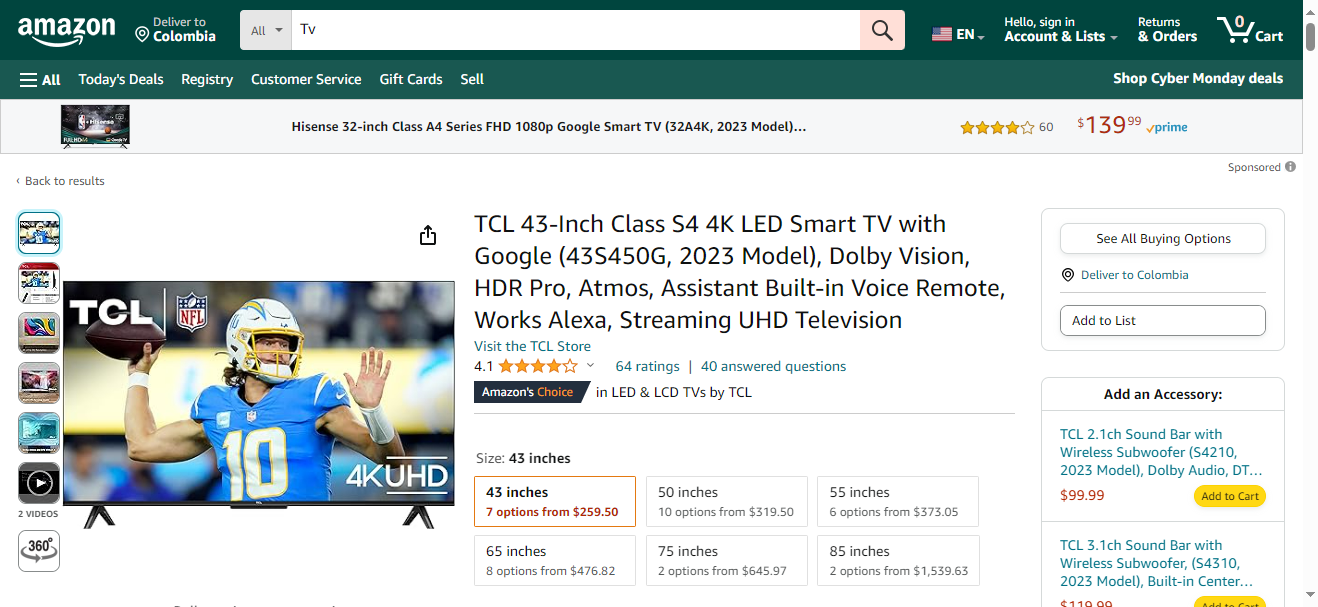 amazon
Deliver to
Colombia
All
Tv
EN
Hello, sign in
Account & Lists
Returns
& Orders
0
Cart
All
Today's Deals
Registry
Customer Service
Gift Cards
Sell
Shop Cyber Monday deals
Hisense 32-inch Class A4 Series FHD 1080p Google Smart TV (32A4K, 2023 Model)...
60
$139.99
prime
Sponsored
‹ Back to results
TCL 43-Inch Class S4 4K LED Smart TV with
Google (43S450G, 2023 Model), Dolby Vision,
HDR Pro, Atmos, Assistant Built-in Voice Remote,
Works Alexa, Streaming UHD Television
Visit the TCL Store
4.1
64 ratings | 40 answered questions
Amazon's Choice in LED & LCD TVs by TCL
TCL
NFL
10
4KUHD
2 VIDEOS
360°
Size: 43 inches
43 inches
7 options from $259.50
50 inches
10 options from $319.50
55 inches
6 options from $373.05
65 inches
8 options from $476.82
75 inches
2 options from $645.97
85 inches
2 options from $1,539.63
See All Buying Options
Deliver to Colombia
Add to List
Add an Accessory:
TCL 2.1ch Sound Bar with
Wireless Subwoofer (S4210,
2023 Model), Dolby Audio, DT...
$99.99
Add to Cart
TCL 3.1ch Sound Bar with
Wireless Subwoofer, (S4310,
2023 Model), Built-in Center...
$119.99
Add to Cart